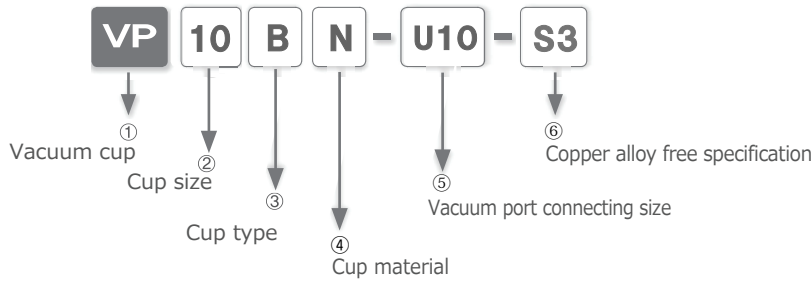 VP 10 B N - U10 - S3
①
Vacuum cup
②
Cup size
③
Cup type
④
Cup material
⑤
Vacuum port connecting size
⑥
Copper alloy free specification